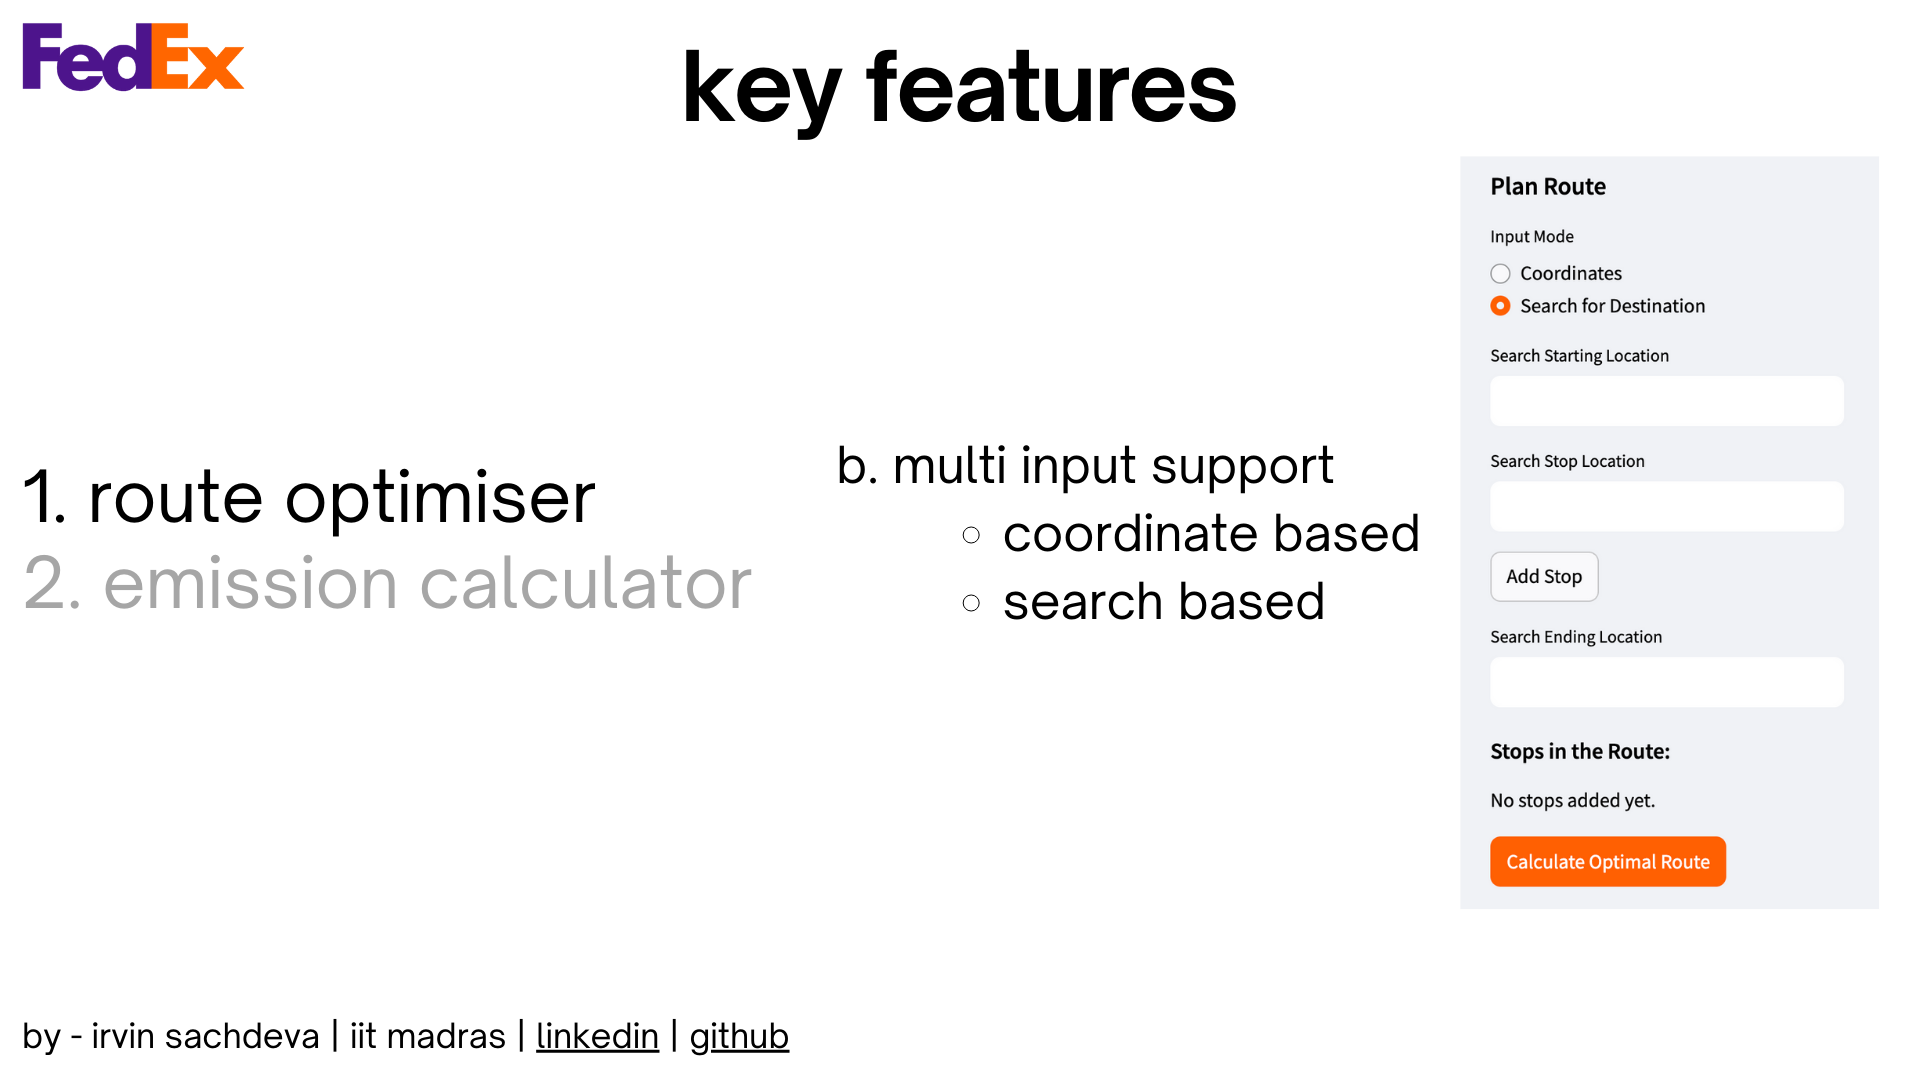 FedEx
key features
1. route optimiser
2. emission calculator
b. multi input support
coordinate based
search based
Plan Route
Input Mode
Coordinates
Search for Destination
Search Starting Location
Search Stop Location
Add Stop
Search Ending Location
Stops in the Route:
No stops added yet.
Calculate Optimal Route
by - irvin sachdeva | iit madras | linkedin | github